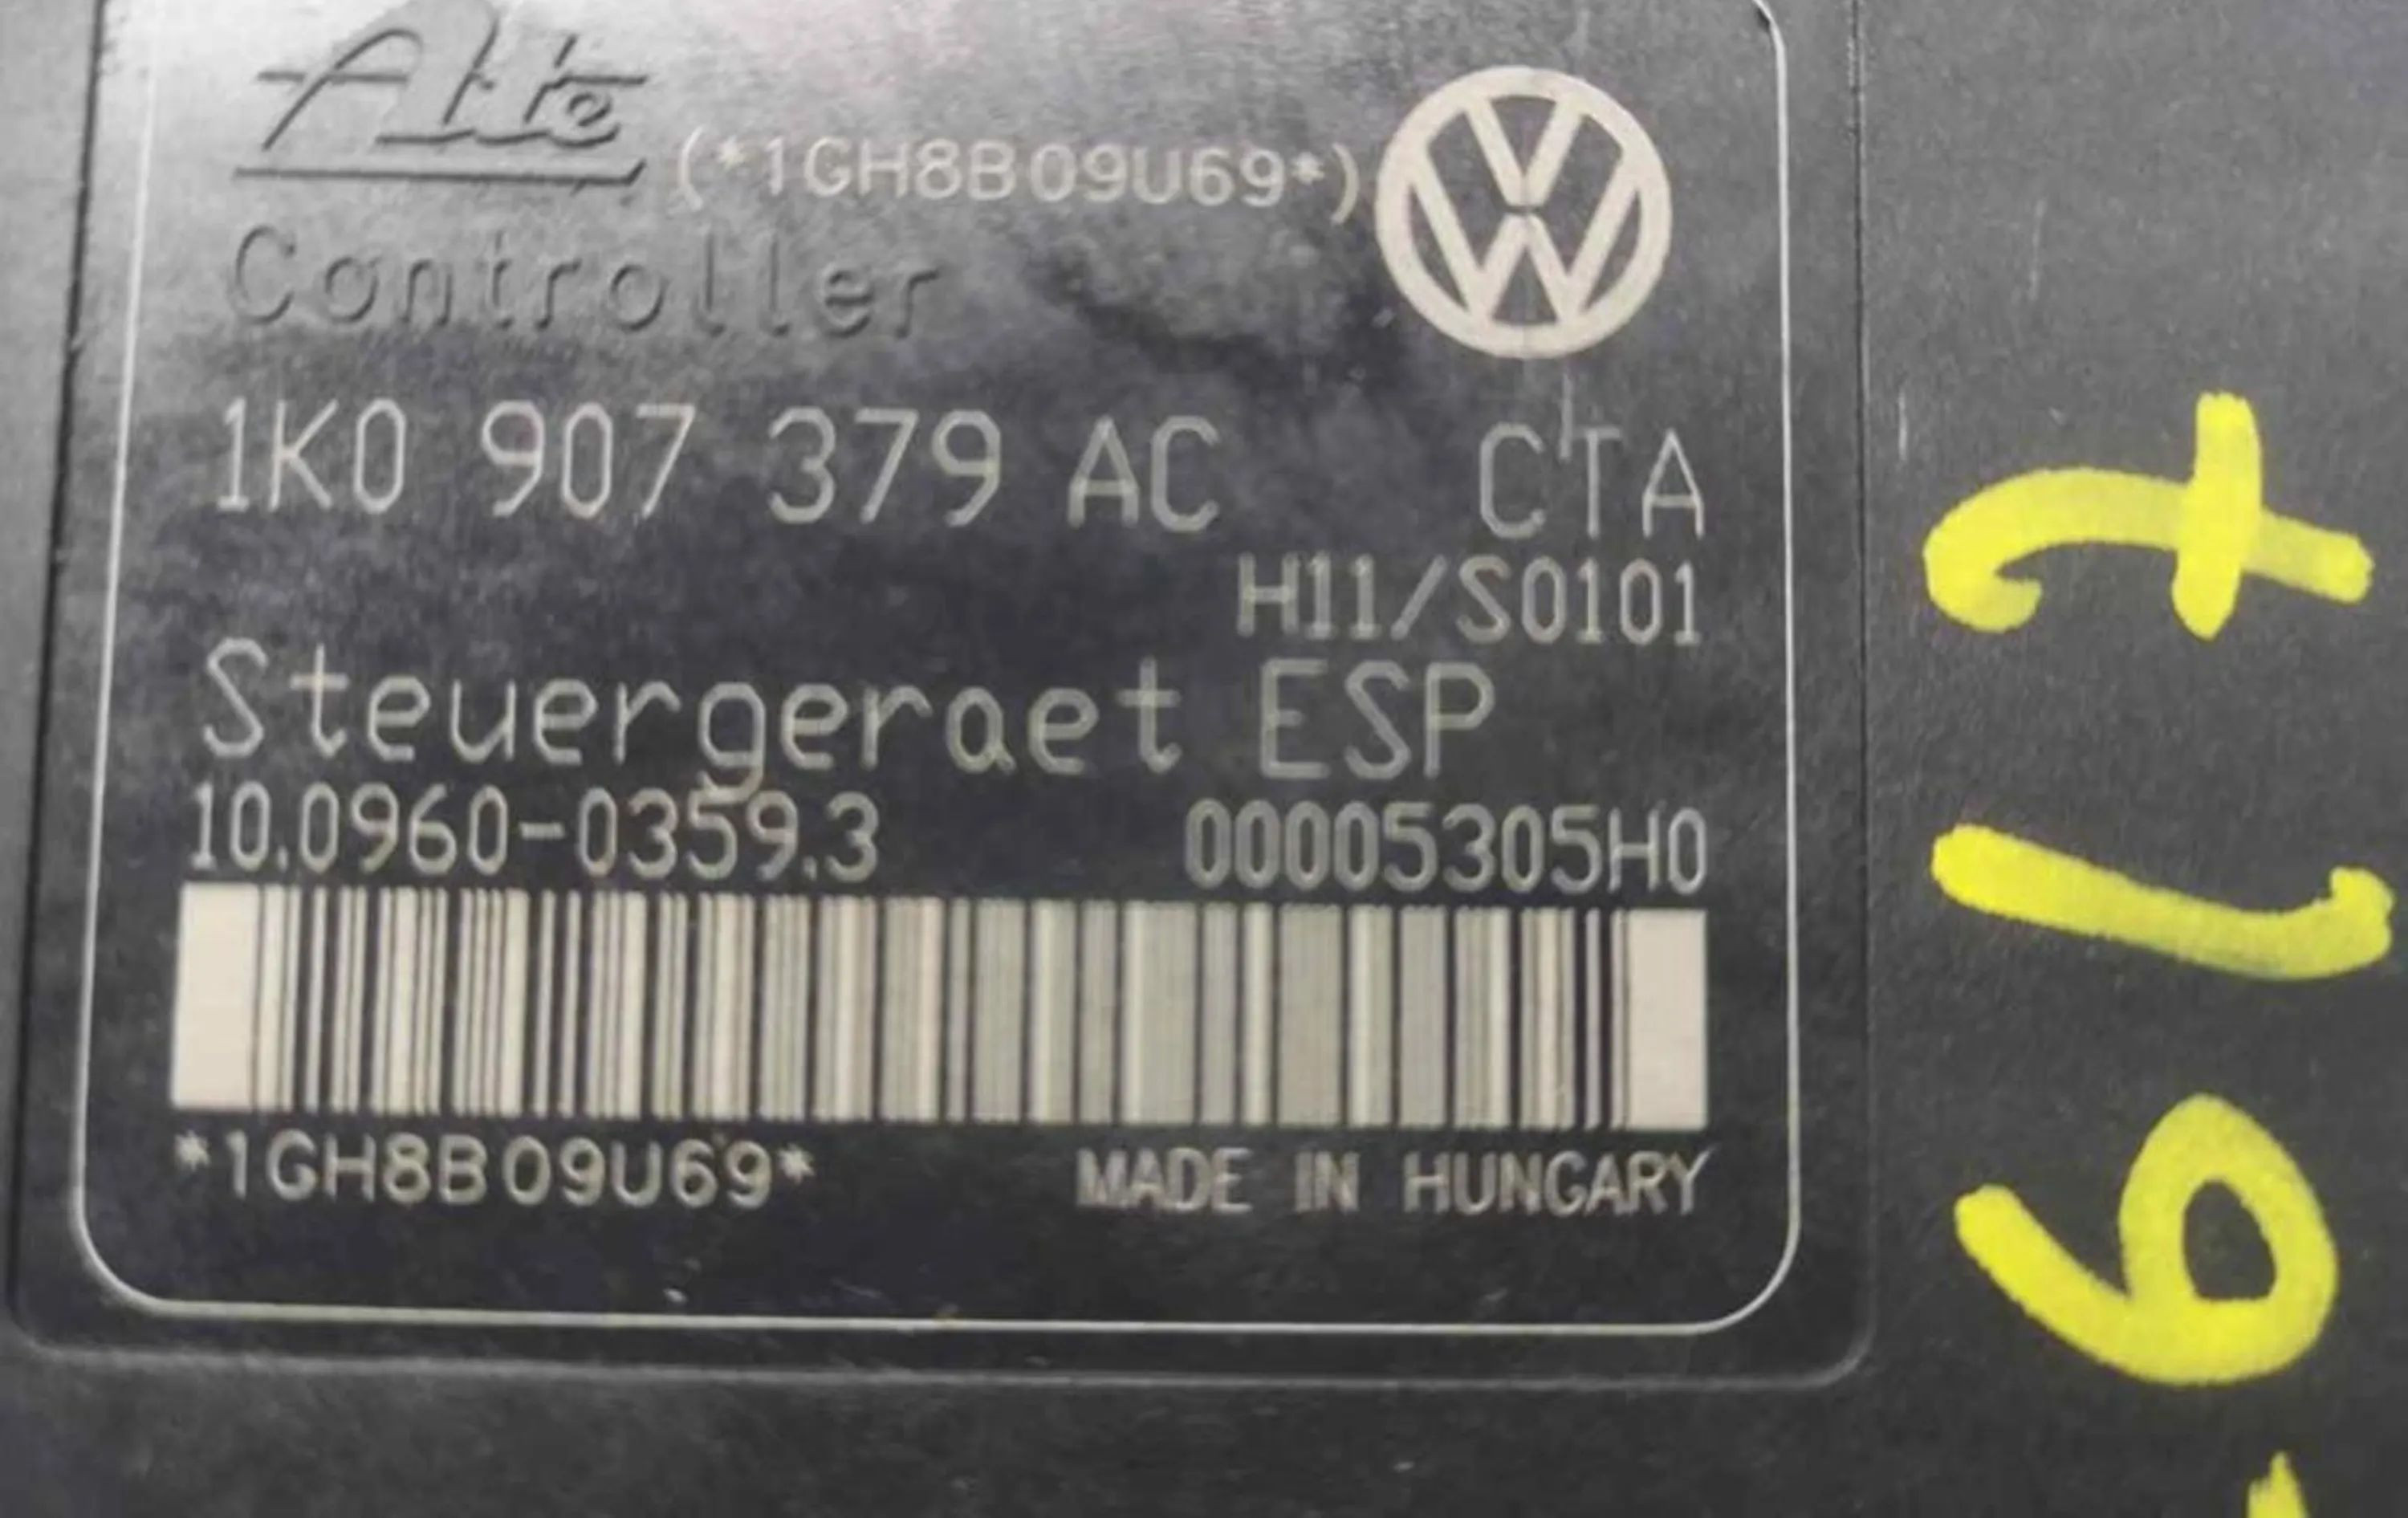 Ate
(*1GH8B09U69*)
Controller
1K0 907 379 AC CTA
H11/S0101
Steuergeraet ESP
10.0960-0359.3 00005305H0
*1GH8B09U69* MADE IN HUNGARY